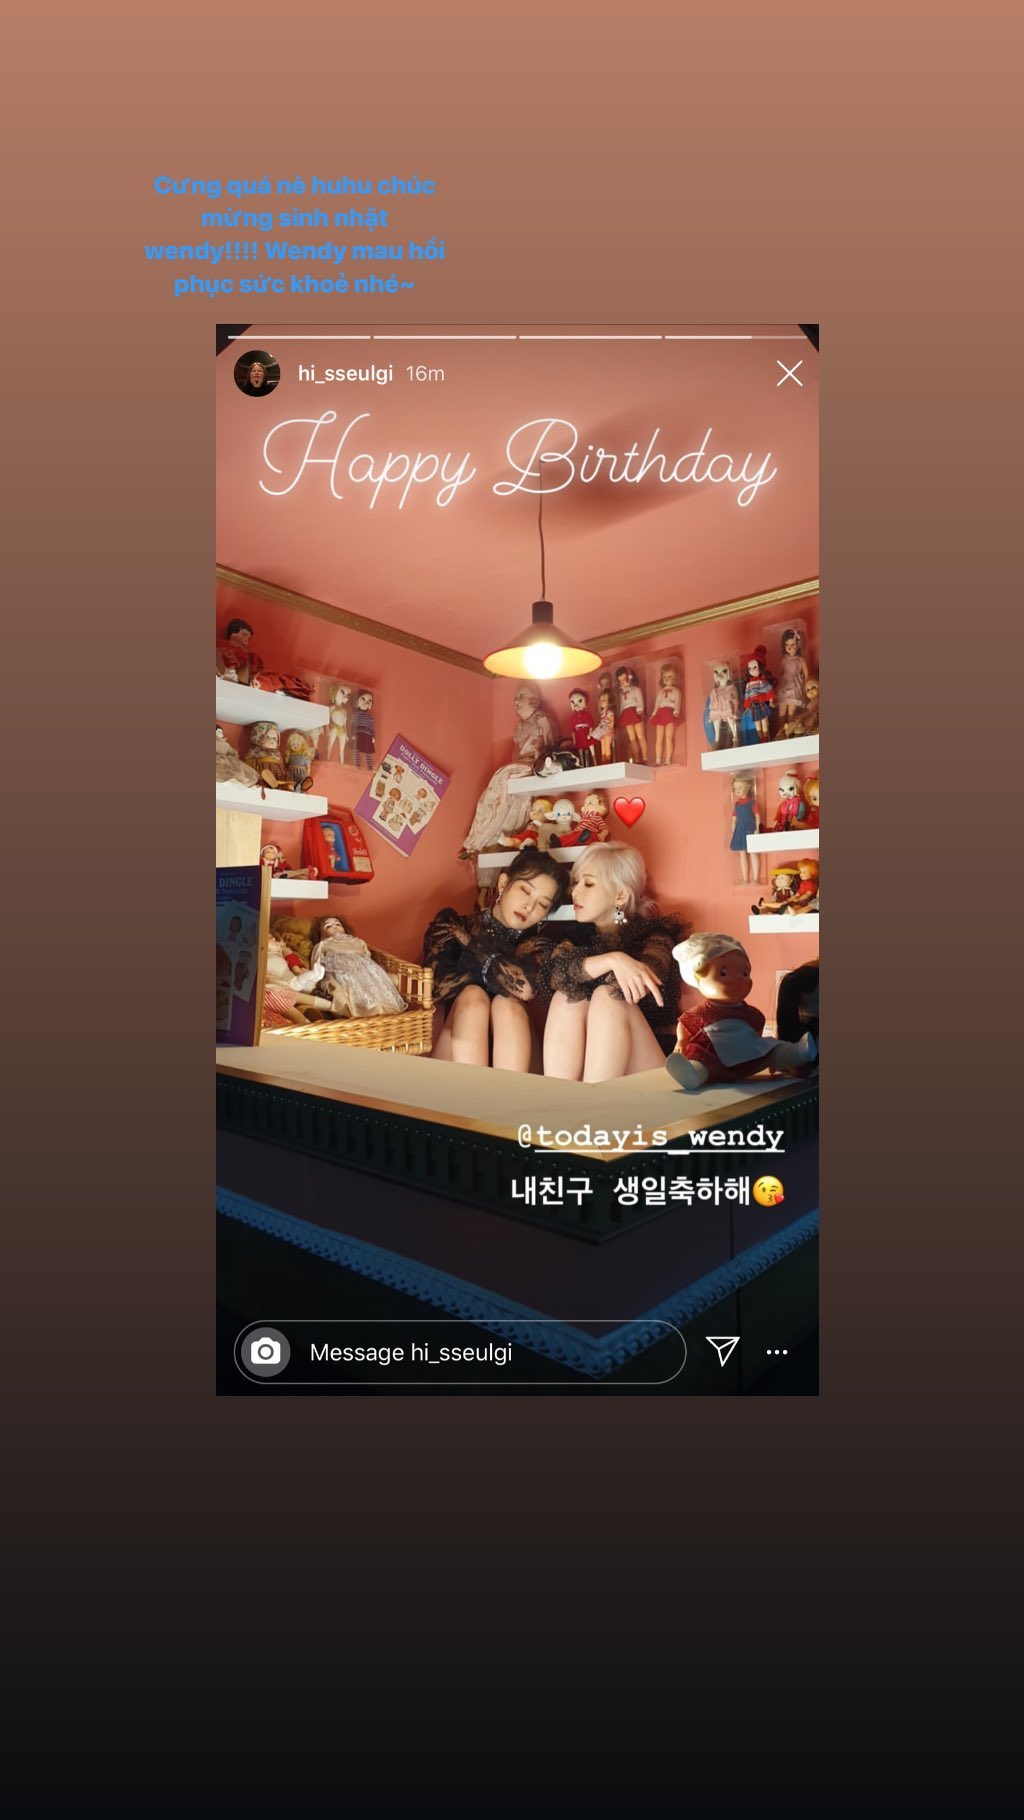 Cưng quá nè huhu chúc
mừng sinh nhật
wendy!!!! Wendy mau hồi
phục sức khoẻ nhé~
hi_sseulgi 16m
Happy Birthday
DOLLY DINGLE
DINGLE
@todayis_wendy
내친구 생일축하해😘
Message hi_sseulgi